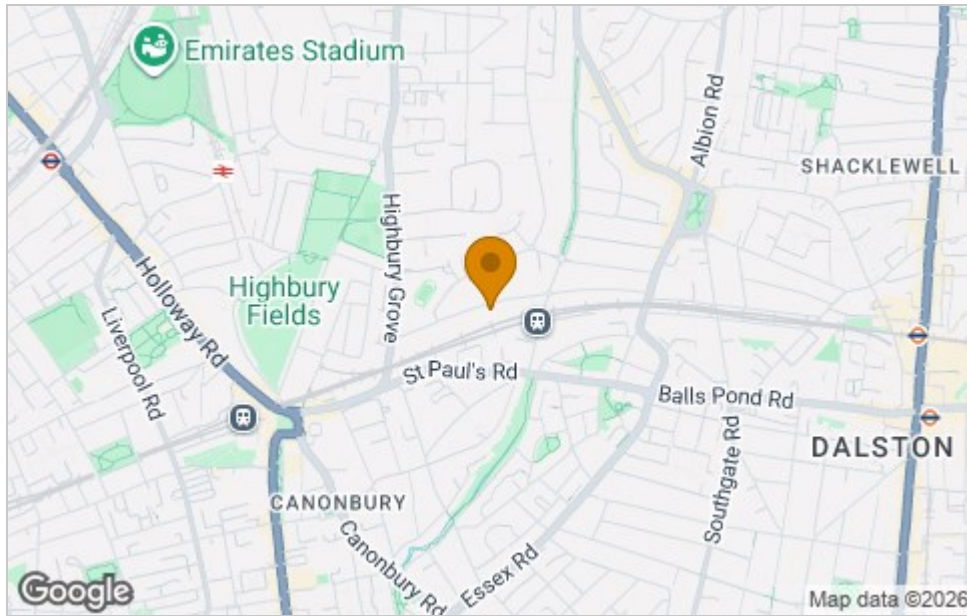 Emirates Stadium
Albion Rd
SHACKLEWELL
Highbury Grove
Holloway Rd
Highbury
Fields
Liverpool Rd
St Paul's Rd
Balls Pond Rd
Southgate Rd
DALSTON
CANONBURY
Canonbury Rd
Essex Rd
Google
Map data ©2026